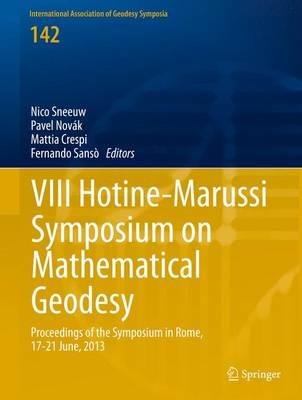 International Association of Geodesy Symposia
142
Nico Sneeuw
Pavel Novák
Mattia Crespi
Fernando Sansò Editors
VIII Hotine-Marussi
Symposium on
Mathematical
Geodesy
Proceedings of the Symposium in Rome,
17-21 June, 2013
Springer